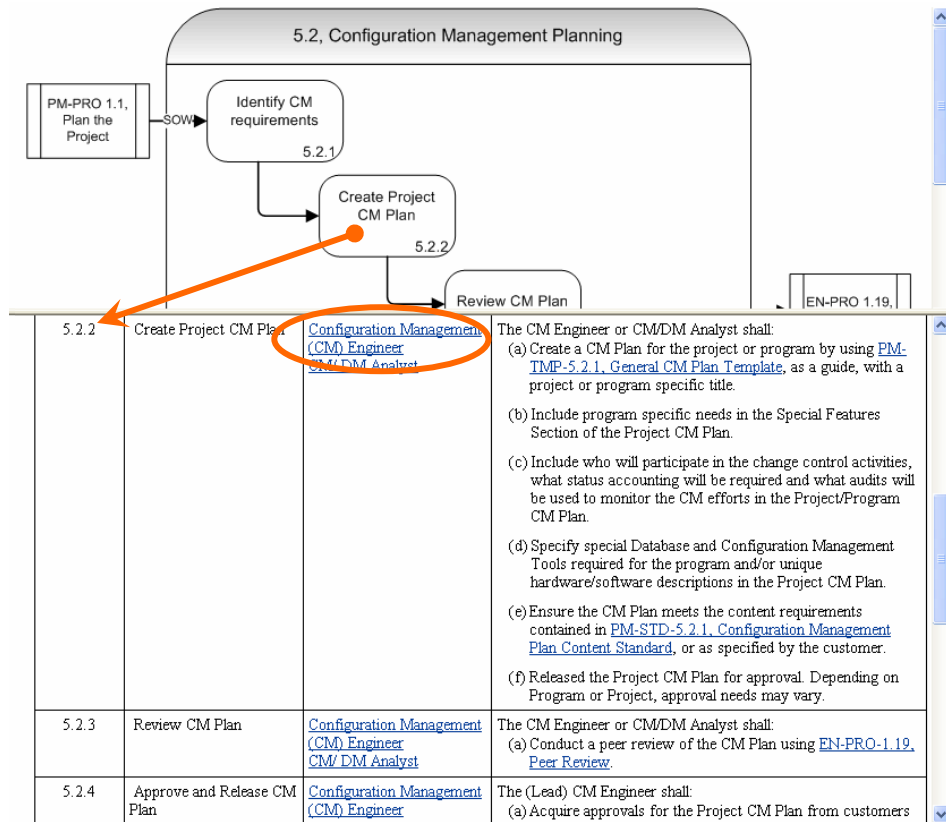 5.2, Configuration Management Planning
PM-PRO 1.1,
Plan the
Project
SOW
Identify CM
requirements
5.2.1
Create Project
CM Plan
5.2.2
Review CM Plan
EN-PRO 1.19,
5.2.2
Create Project CM Plan
Configuration Management
(CM) Engineer
CM/ DM Analyst
The CM Engineer or CM/DM Analyst shall:
(a) Create a CM Plan for the project or program by using PM-
TMP-5.2.1, General CM Plan Template, as a guide, with a
project or program specific title.
(b) Include program specific needs in the Special Features
Section of the Project CM Plan.
(c) Include who will participate in the change control activities,
what status accounting will be required and what audits will
be used to monitor the CM efforts in the Project/Program
CM Plan.
(d) Specify special Database and Configuration Management
Tools required for the program and/or unique
hardware/software descriptions in the Project CM Plan.
(e) Ensure the CM Plan meets the content requirements
contained in PM-STD-5.2.1, Configuration Management
Plan Content Standard, or as specified by the customer.
(f) Released the Project CM Plan for approval. Depending on
Program or Project, approval needs may vary.
5.2.3
Review CM Plan
Configuration Management
(CM) Engineer
CM/ DM Analyst
The CM Engineer or CM/DM Analyst shall:
(a) Conduct a peer review of the CM Plan using EN-PRO-1.19,
Peer Review.
5.2.4
Approve and Release CM
Plan
Configuration Management
(CM) Engineer
The (Lead) CM Engineer shall:
(a) Acquire approvals for the Project CM Plan from customers